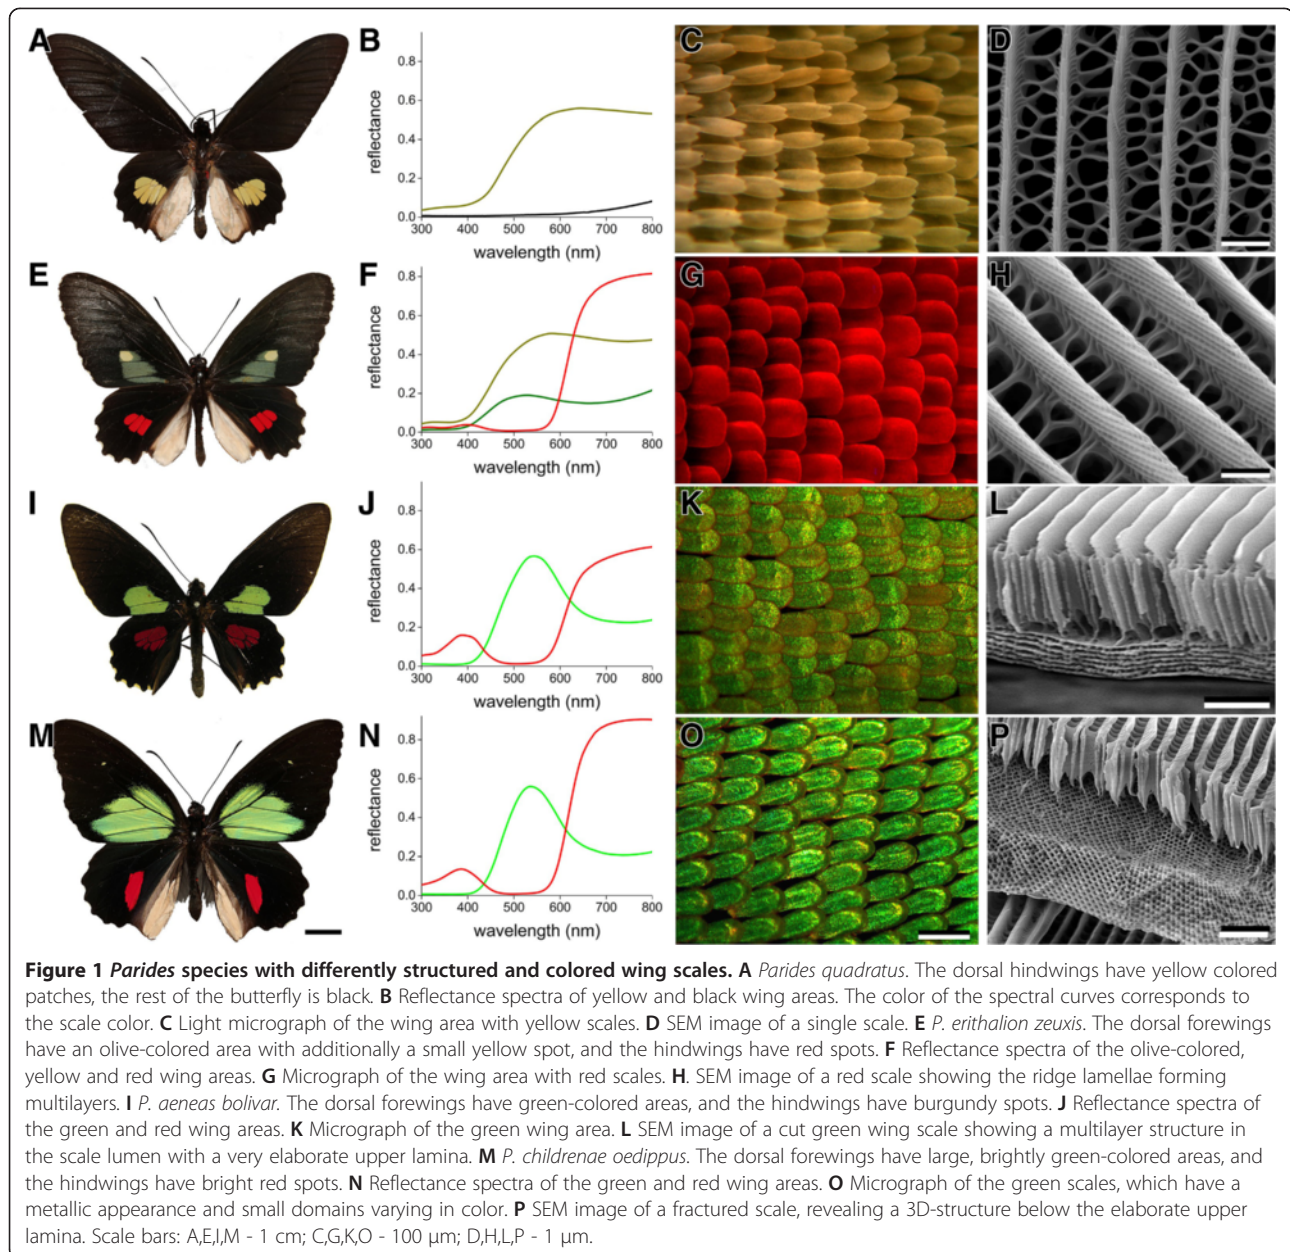 A
B
C
D
0.8
0.6
0.4
0.2
0.0
reflectance
300 400 500 600 700 800
wavelength (nm)
E
F
G
H
0.8
0.6
0.4
0.2
0.0
reflectance
300 400 500 600 700 800
wavelength (nm)
I
J
K
L
0.8
0.6
0.4
0.2
0.0
reflectance
300 400 500 600 700 800
wavelength (nm)
M
N
O
P
0.8
0.6
0.4
0.2
0.0
reflectance
300 400 500 600 700 800
wavelength (nm)
Figure 1 Parides species with differently structured and colored wing scales. A Parides quadratus. The dorsal hindwings have yellow colored
patches, the rest of the butterfly is black. B Reflectance spectra of yellow and black wing areas. The color of the spectral curves corresponds to
the scale color. C Light micrograph of the wing area with yellow scales. D SEM image of a single scale. E P. erithalion zeuxis. The dorsal forewings
have an olive-colored area with additionally a small yellow spot, and the hindwings have red spots. F Reflectance spectra of the olive-colored,
yellow and red wing areas. G Micrograph of the wing area with red scales. H. SEM image of a red scale showing the ridge lamellae forming
multilayers. I P. aeneas bolivar. The dorsal forewings have green-colored areas, and the hindwings have burgundy spots. J Reflectance spectra of
the green and red wing areas. K Micrograph of the green wing area. L SEM image of a cut green wing scale showing a multilayer structure in
the scale lumen with a very elaborate upper lamina. M P. childrenae oedippus. The dorsal forewings have large, brightly green-colored areas, and
the hindwings have bright red spots. N Reflectance spectra of the green and red wing areas. O Micrograph of the green scales, which have a
metallic appearance and small domains varying in color. P SEM image of a fractured scale, revealing a 3D-structure below the elaborate upper
lamina. Scale bars: A,E,I,M - 1 cm; C,G,K,O - 100 μm; D,H,L,P - 1 μm.